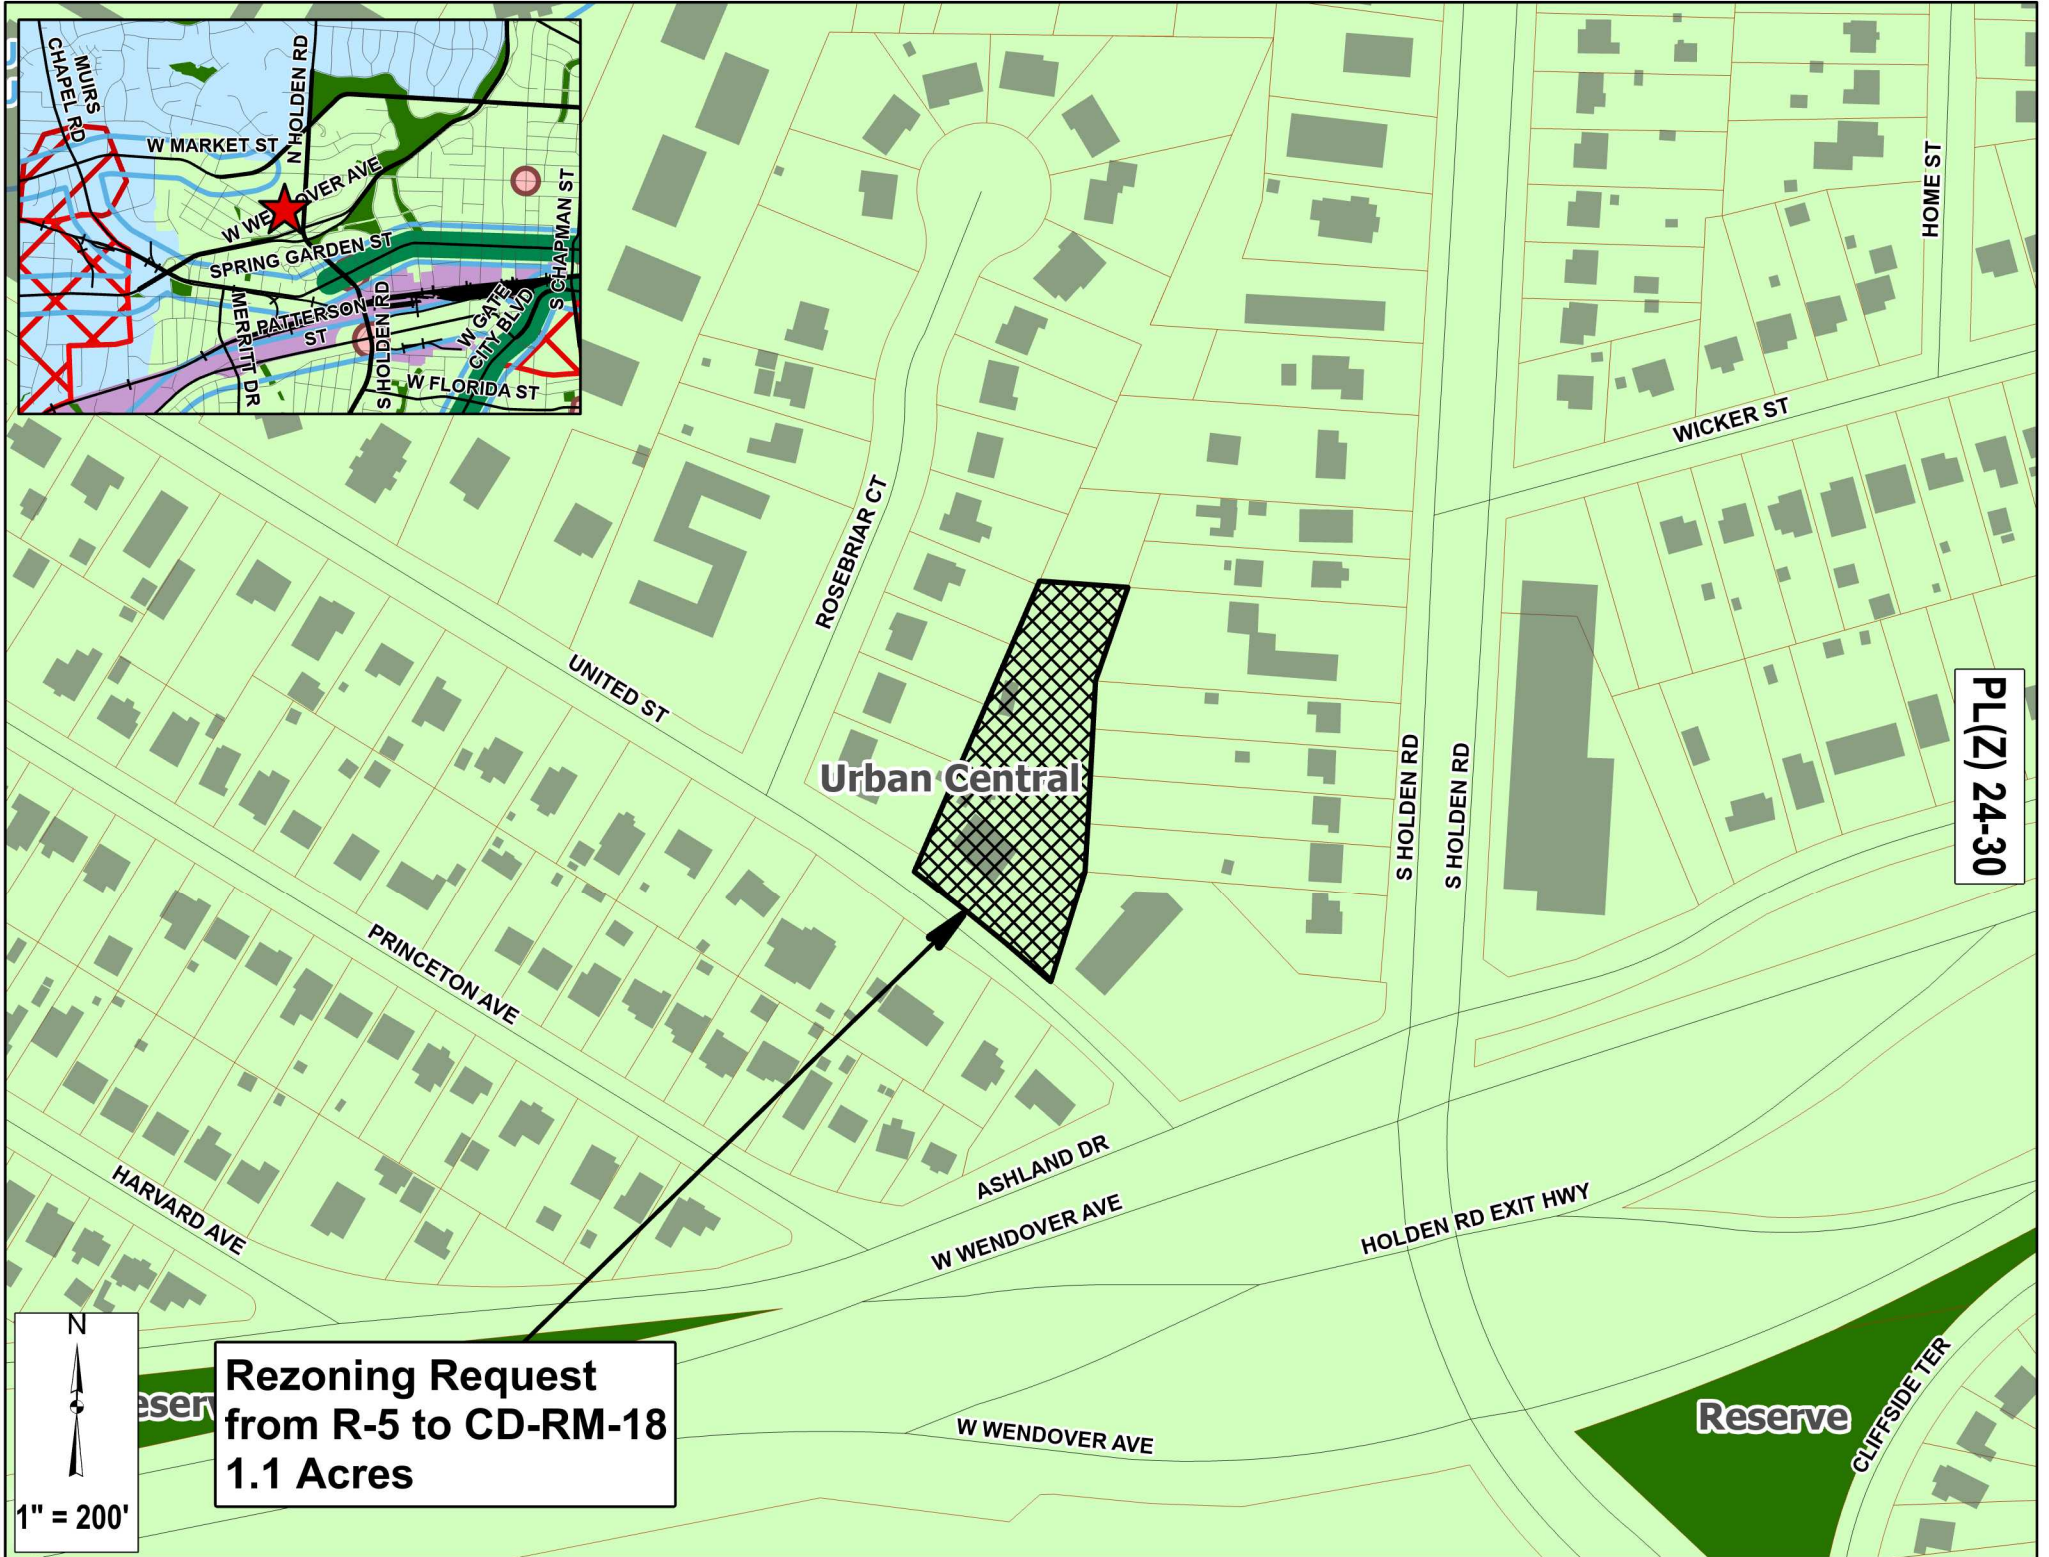 MUIRS
CHAPEL RD
N HOLDEN RD
W MARKET ST
SPRING GARDEN ST
S CHAPMAN ST
PATTERSON
ST
MERRITT DR
S HOLDEN RD
W GATE
CITY BLVD
W FLORIDA ST
HOME ST
WICKER ST
ROSEBRIAR CT
UNITED ST
Urban Central
S HOLDEN RD
S HOLDEN RD
PL(Z) 24-30
PRINCETON AVE
HARVARD AVE
ASHLAND DR
W WENDOVER AVE
HOLDEN RD EXIT HWY
CLIFFSIDE TER
Reserve
W WENDOVER AVE
N
1" = 200'
Rezoning Request
from R-5 to CD-RM-18
1.1 Acres